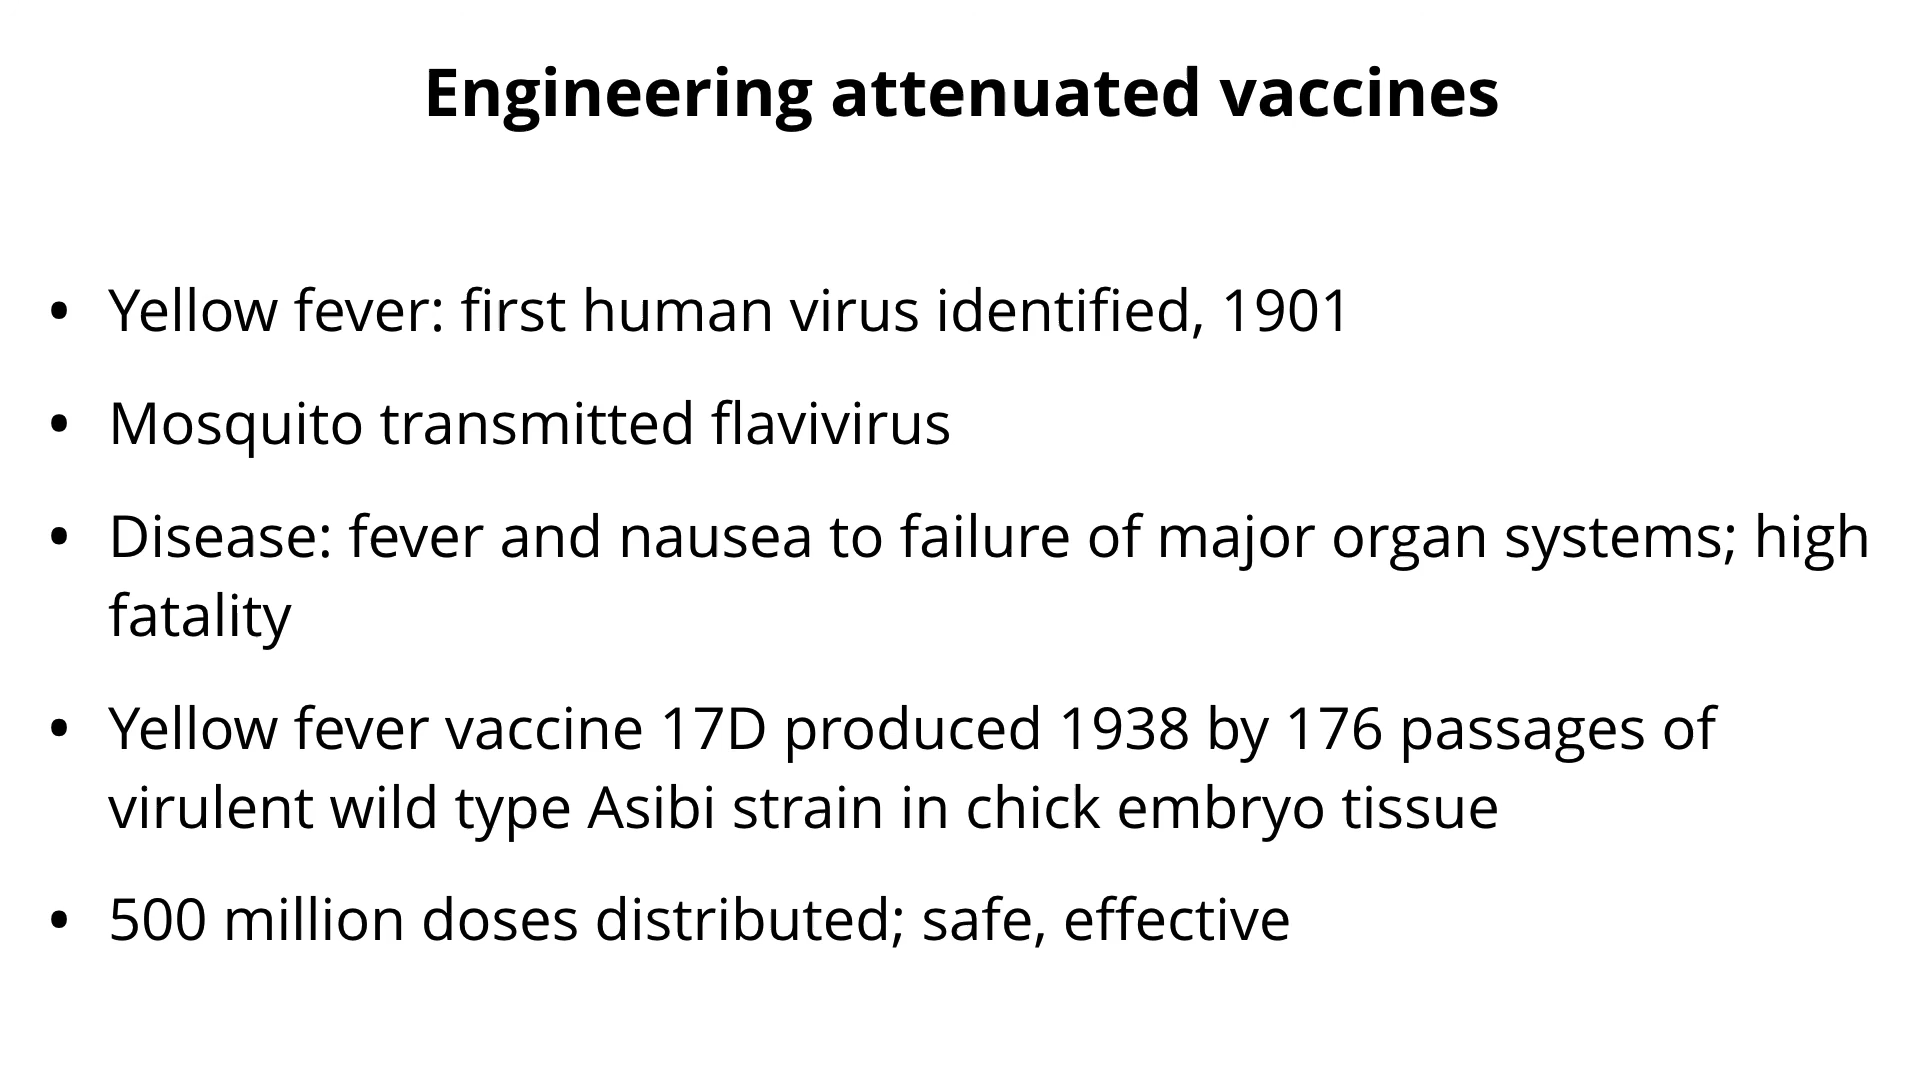 Engineering attenuated vaccines
• Yellow fever: first human virus identified, 1901
• Mosquito transmitted flavivirus
• Disease: fever and nausea to failure of major organ systems; high
fatality
• Yellow fever vaccine 17D produced 1938 by 176 passages of
virulent wild type Asibi strain in chick embryo tissue
• 500 million doses distributed; safe, effective